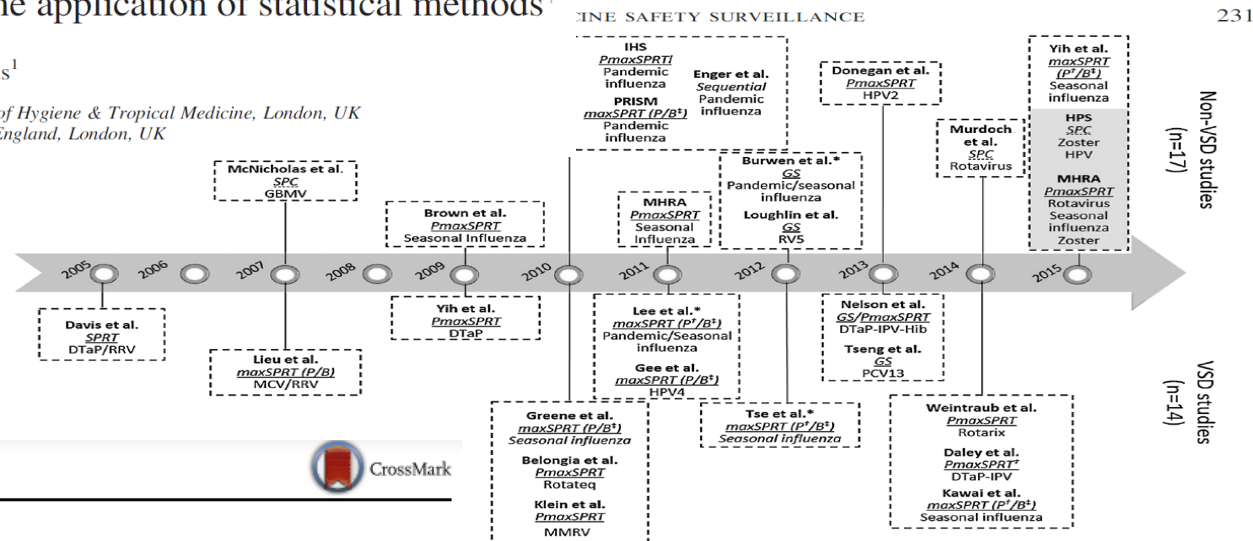 ne application of statistical methods
CINE SAFETY SURVEILLANCE
231
s1
of Hygiene & Tropical Medicine, London, UK
England, London, UK
IHS
PmaxSPRTl
Pandemic
influenza
PRISM
maxSPRT (P/B‡)
Pandemic
influenza
Enger et al.
Sequential
Pandemic
influenza
Donegan et al.
PmaxSPRT
HPV2
Yih et al.
maxSPRT
(P†/B‡)
Seasonal
influenza
HPS
SPC
Zoster
HPV
MHRA
PmaxSPRT
Rotavirus
Seasonal
influenza
Zoster
Murdoch
et al.
SPC
Rotavirus
Non-VSD studies
(n=17)
McNicholas et al.
SPC
GBMV
Brown et al.
PmaxSPRT
Seasonal Influenza
MHRA
PmaxSPRT
Seasonal
Influenza
Burwen et al.*
GS
Pandemic/seasonal
influenza
Loughlin et al.
GS
RV5
2005
2006
2007
2008
2009
2010
2011
2012
2013
2014
2015
Davis et al.
SPRT
DTaP/RRV
Lieu et al.
maxSPRT (P/B)
MCV/RRV
Yih et al.
PmaxSPRT
DTaP
Lee et al.*
maxSPRT (P†/B‡)
Pandemic/Seasonal
influenza
Gee et al.
maxSPRT (P/B‡)
HPV4
Nelson et al.
GS/PmaxSPRT
DTaP-IPV-Hib
Tseng et al.
GS
PCV13
Greene et al.
maxSPRT (P/B‡)
Seasonal influenza
Belongia et al.
PmaxSPRT
Rotateq
Klein et al.
PmaxSPRT
MMRV
Tse et al.*
maxSPRT (P†/B‡)
Seasonal influenza
Weintraub et al.
PmaxSPRT
Rotarix
Daley et al.
PmaxSPRT†
DTaP-IPV
Kawai et al.
maxSPRT (P†/B‡)
Seasonal influenza
VSD studies
(n=14)
CrossMark